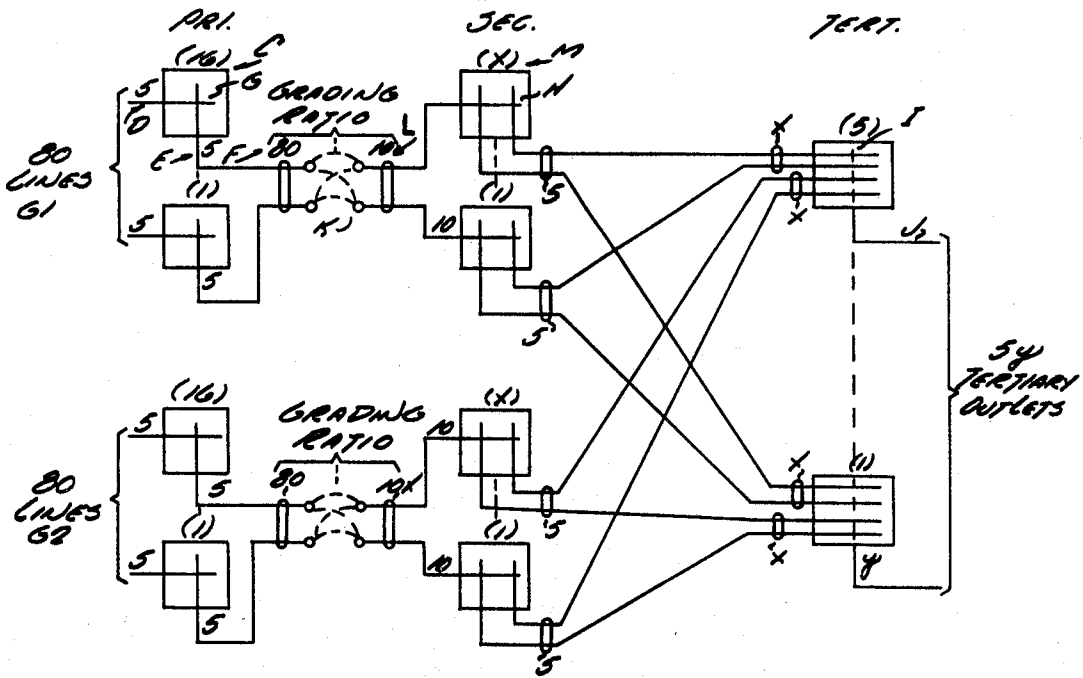 PRI.
SEC.
TERT.
(16)
C
5
G
D
GRADING
RATIO
(X)
M
N
L
E
5
F
80
10X
K
(1)
5
5
80
LINES
G1
5
(1)
10
5
X
X
(5)
I
J
5Y
TERTIARY
OUTLETS
(16)
5
5
(1)
5
5
80
LINES
G2
GRADING
RATIO
80
10X
(X)
10
5
(1)
10
5
X
X
(1)
Y